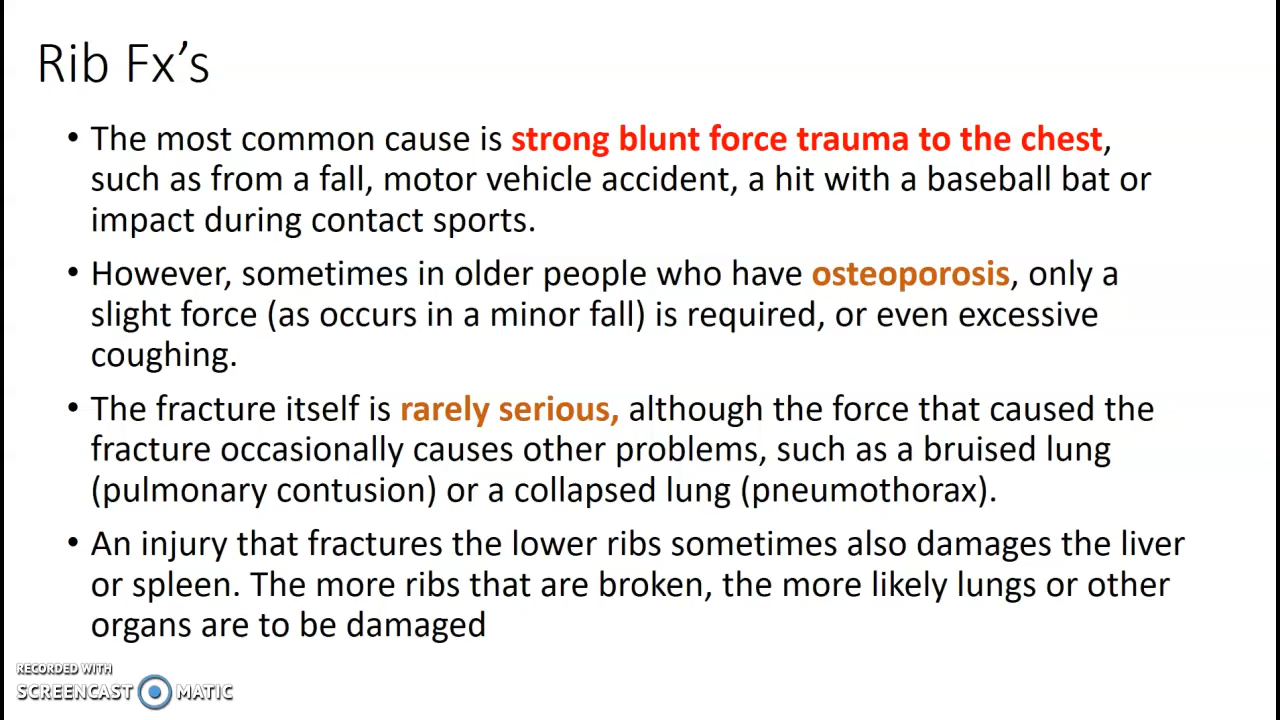 Rib Fx’s
• The most common cause is strong blunt force trauma to the chest,
such as from a fall, motor vehicle accident, a hit with a baseball bat or
impact during contact sports.
• However, sometimes in older people who have osteoporosis, only a
slight force (as occurs in a minor fall) is required, or even excessive
coughing.
• The fracture itself is rarely serious, although the force that caused the
fracture occasionally causes other problems, such as a bruised lung
(pulmonary contusion) or a collapsed lung (pneumothorax).
• An injury that fractures the lower ribs sometimes also damages the liver
or spleen. The more ribs that are broken, the more likely lungs or other
organs are to be damaged
RECORDED WITH
SCREENCAST MATIC